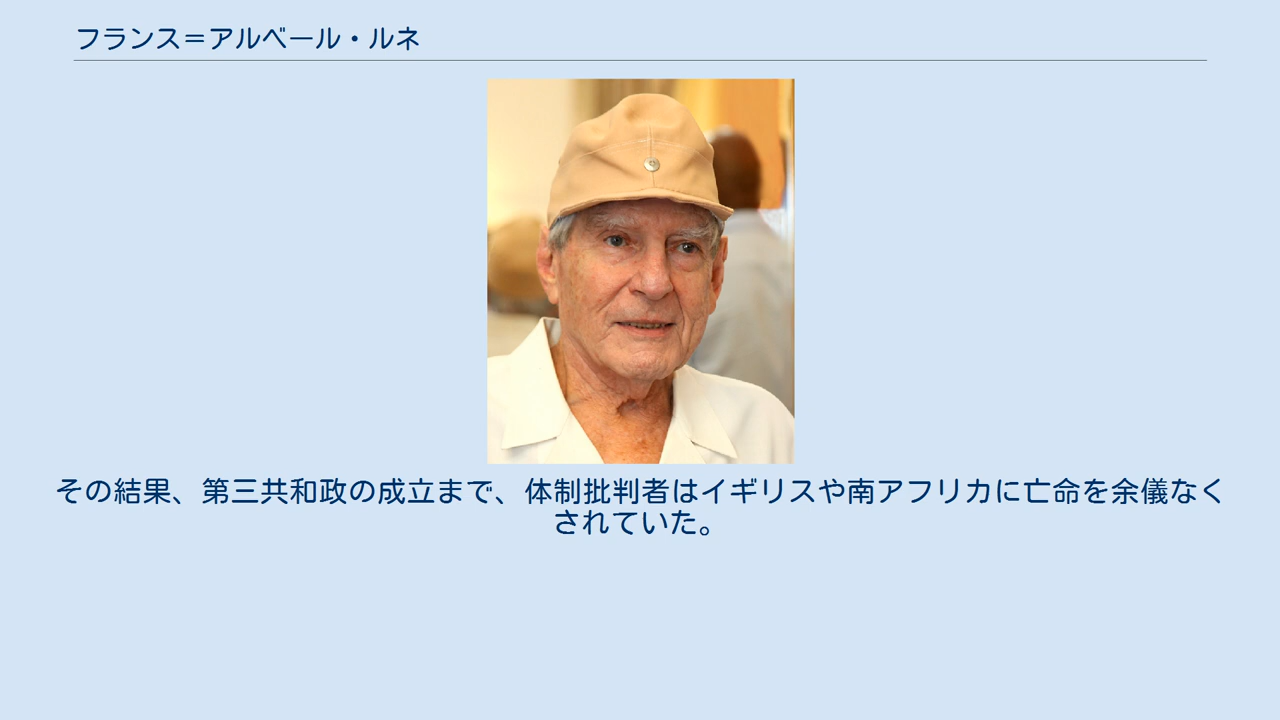 フランス＝アルベール・ルネ
その結果、第三共和政の成立まで、体制批判者はイギリスや南アフリカに亡命を余儀なく
されていた。